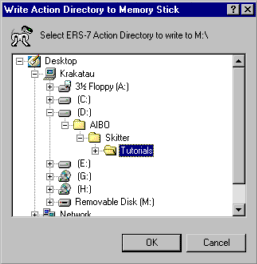 Write Action Directory to Memory Stick
Select ERS-7 Action Directory to write to M:\
Desktop
Krakatau
3½ Floppy (A:)
(C:)
(D:)
AIBO
Skitter
Tutorials
(E:)
(G:)
(H:)
Removable Disk (M:)
Network
OK
Cancel